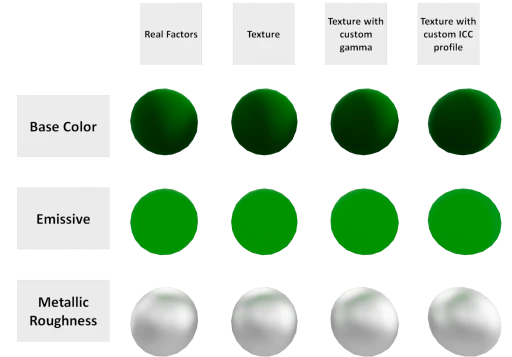 Real Factors
Texture
Texture with
custom
gamma
Texture with
custom ICC
profile
Base Color
Emissive
Metallic
Roughness